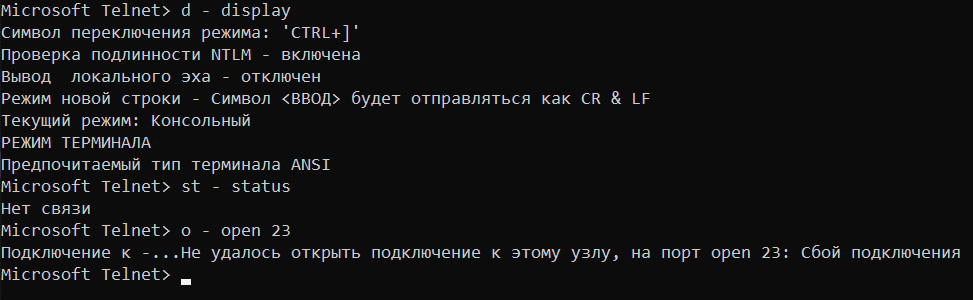 Microsoft Telnet> d - display
Символ переключения режима: 'CTRL+]'
Проверка подлинности NTLM - включена
Вывод  локального эха - отключен
Режим новой строки - Символ <ВВОД> будет отправляться как CR & LF
Текущий режим: Консольный
РЕЖИМ ТЕРМИНАЛА
Предпочитаемый тип терминала ANSI
Microsoft Telnet> st - status
Нет связи
Microsoft Telnet> o - open 23
Подключение к -...Не удалось открыть подключение к этому узлу, на порт open 23: Сбой подключения
Microsoft Telnet>